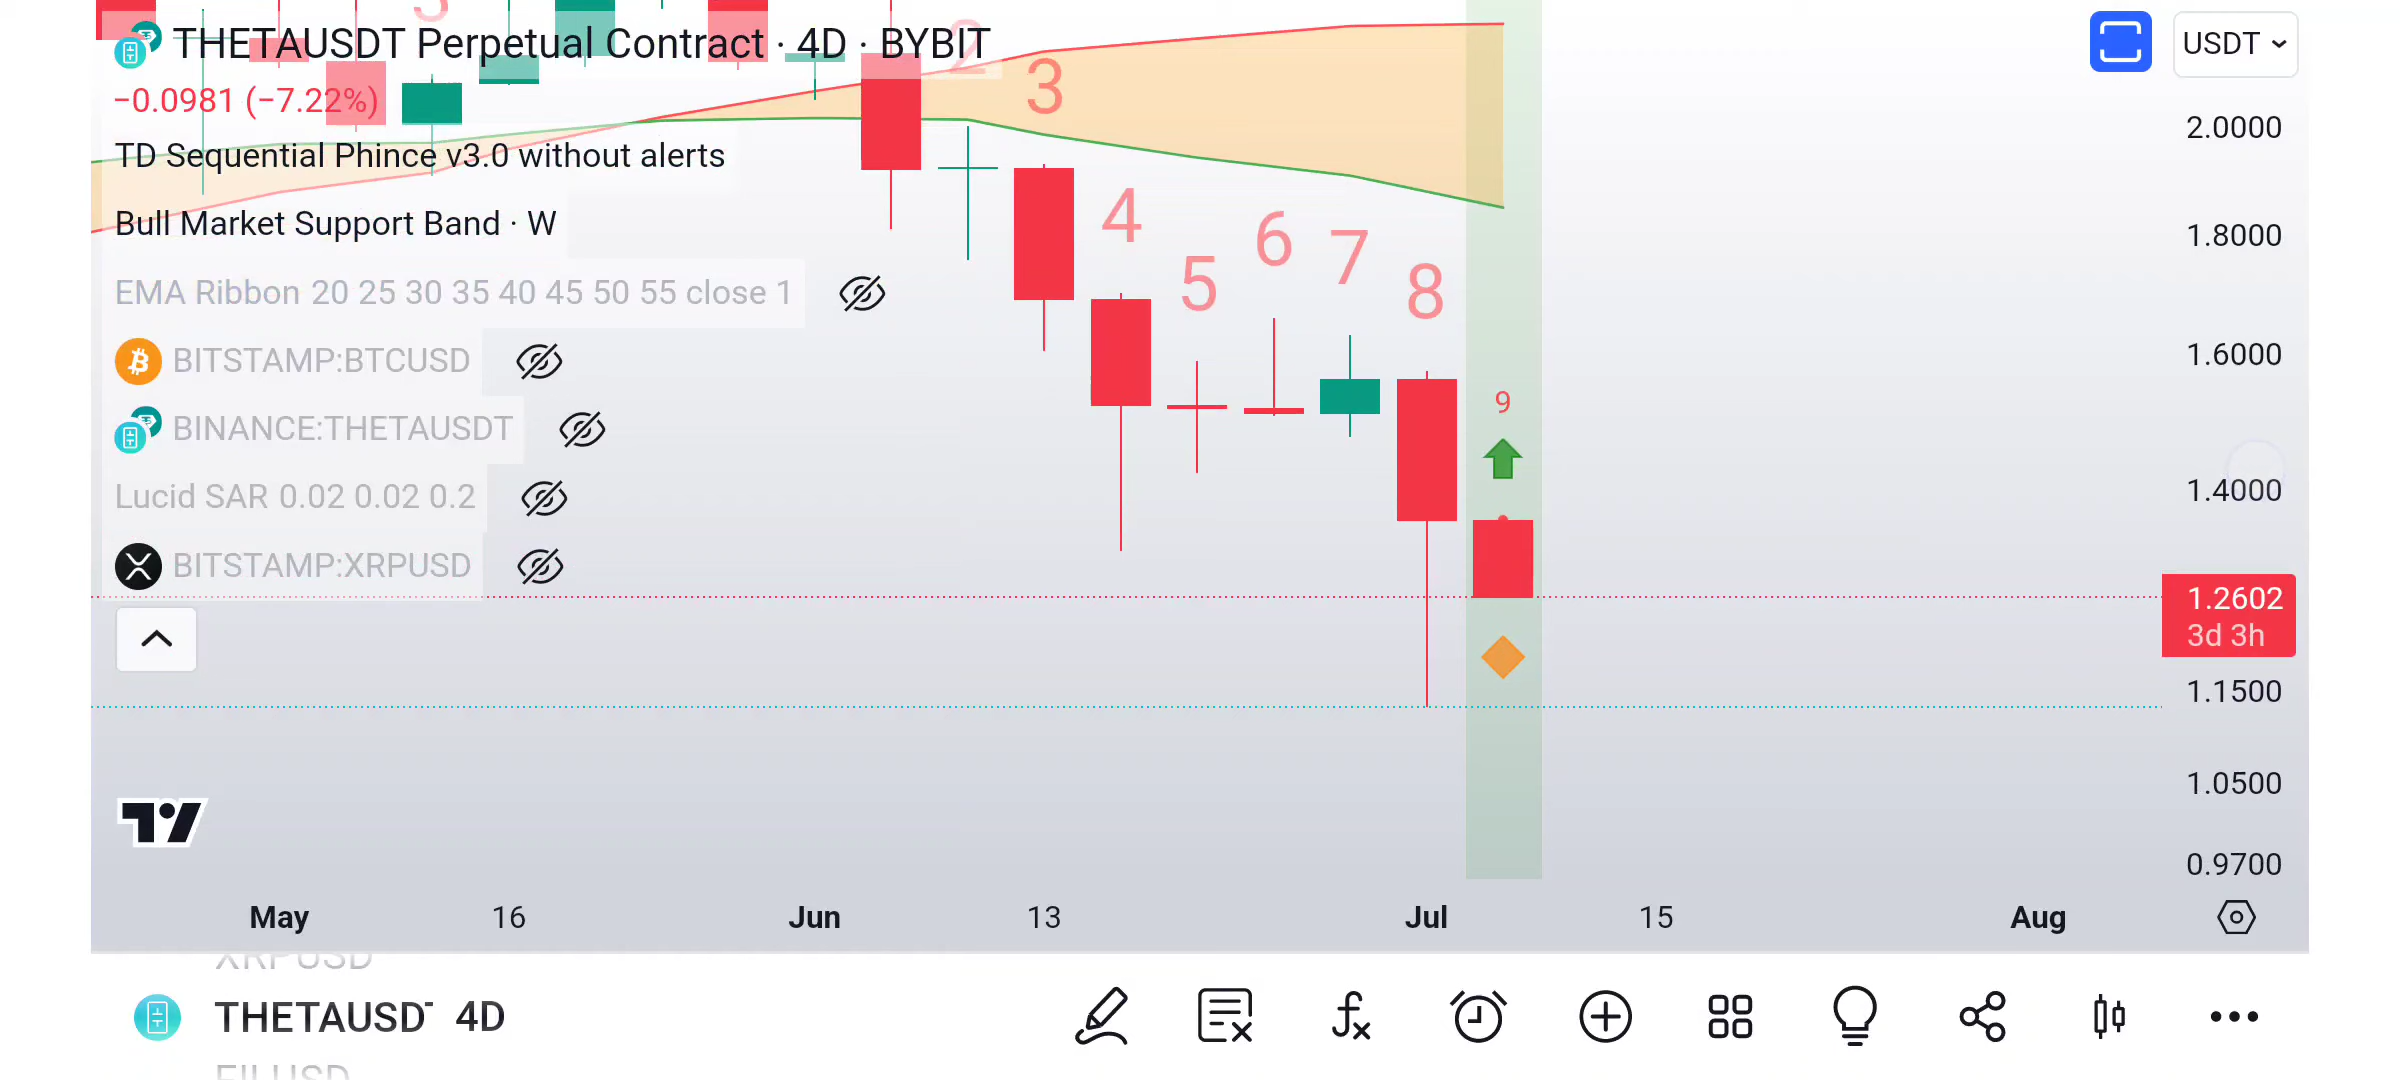 3
THETAUSDT Perpetual Contract · 4D · BYBIT
2
USDT
−0.0981 (−7.22%)
3
2.0000
TD Sequential Phince v3.0 without alerts
4
Bull Market Support Band · W
6
7
1.8000
5
8
EMA Ribbon 20 25 30 35 40 45 50 55 close 1
BITSTAMP:BTCUSD
1.6000
9
BINANCE:THETAUSDT
Lucid SAR 0.02 0.02 0.2
1.4000
BITSTAMP:XRPUSD
1.2602
3d 3h
1.1500
1.0500
0.9700
May 16 Jun 13 Jul 15 Aug
XRPUSD
THETAUSD 4D
FILUSD